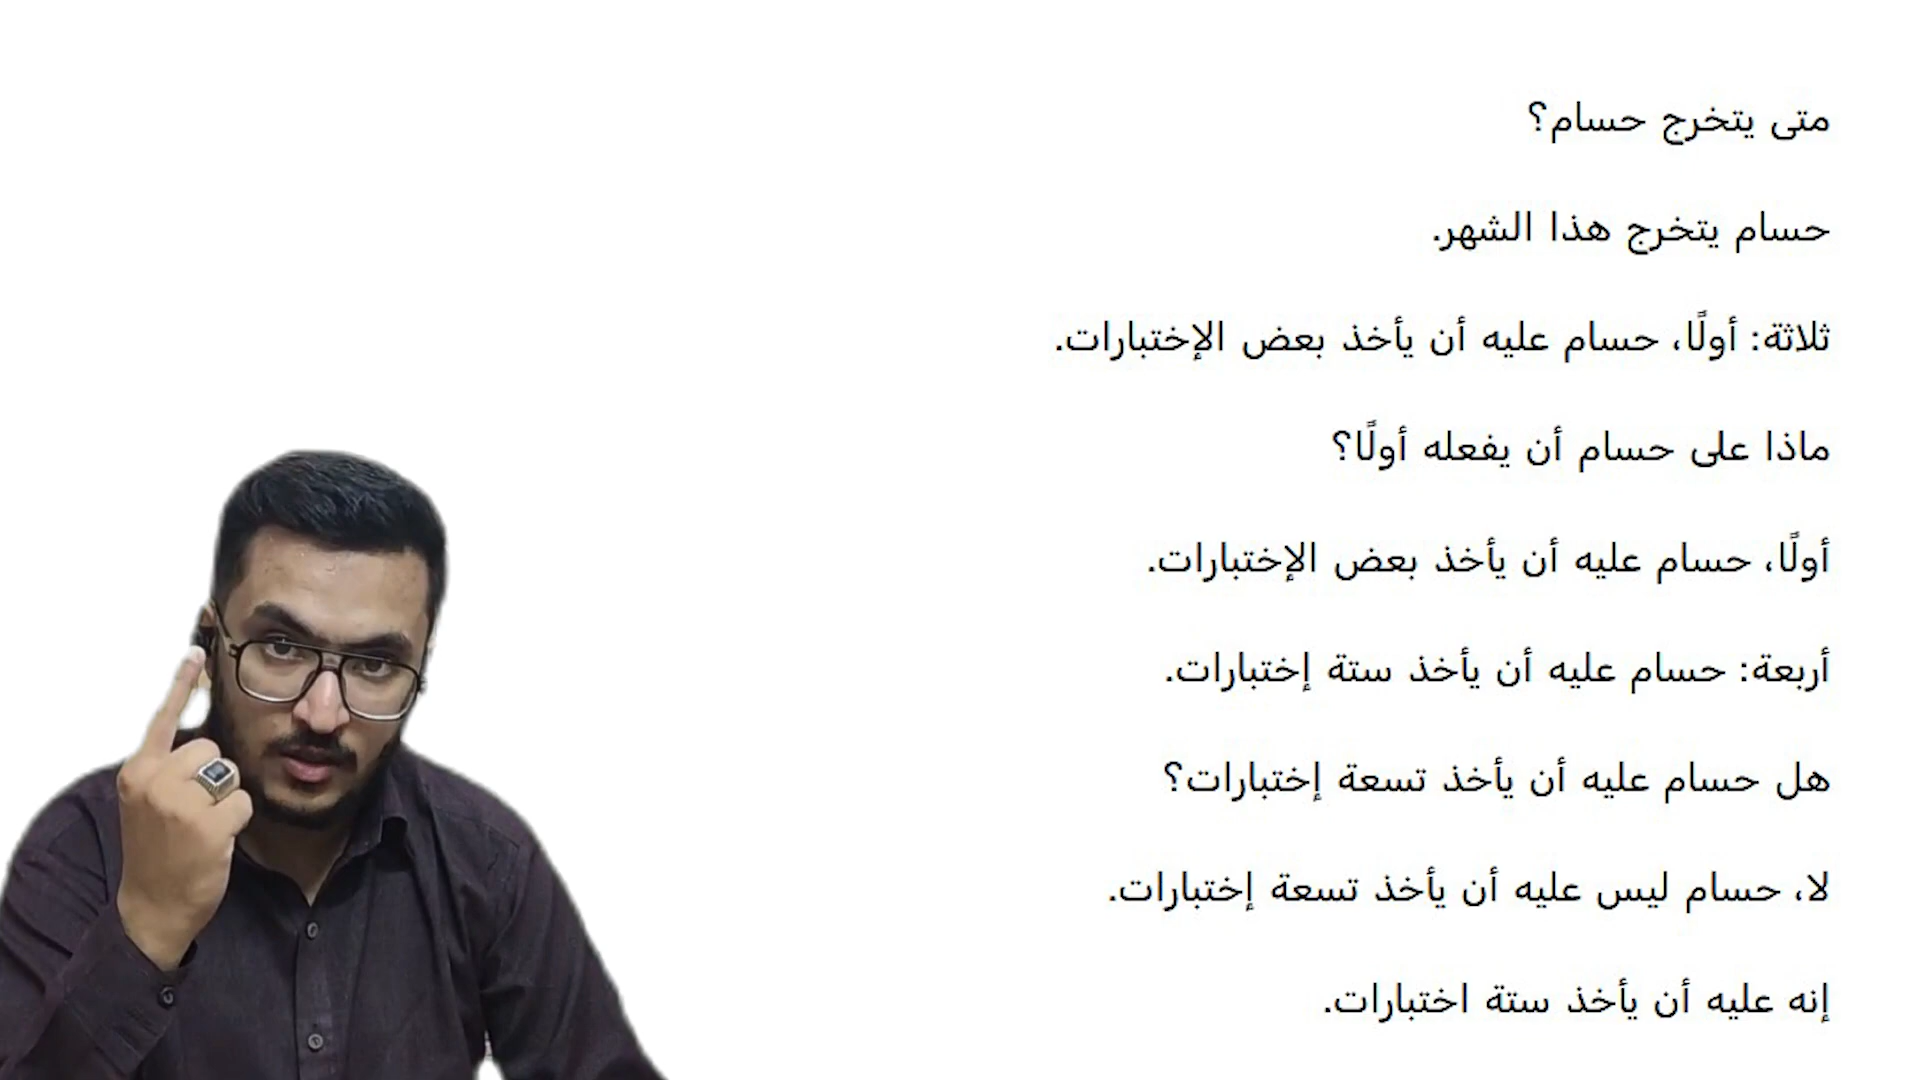 متى يتخرج حسام؟
حسام يتخرج هذا الشهر.
ثلاثة: أولًا، حسام عليه أن يأخذ بعض الإختبارات.
ماذا على حسام أن يفعله أولًا؟
أولًا، حسام عليه أن يأخذ بعض الإختبارات.
أربعة: حسام عليه أن يأخذ ستة إختبارات.
هل حسام عليه أن يأخذ تسعة إختبارات؟
لا، حسام ليس عليه أن يأخذ تسعة إختبارات.
إنه عليه أن يأخذ ستة اختبارات.